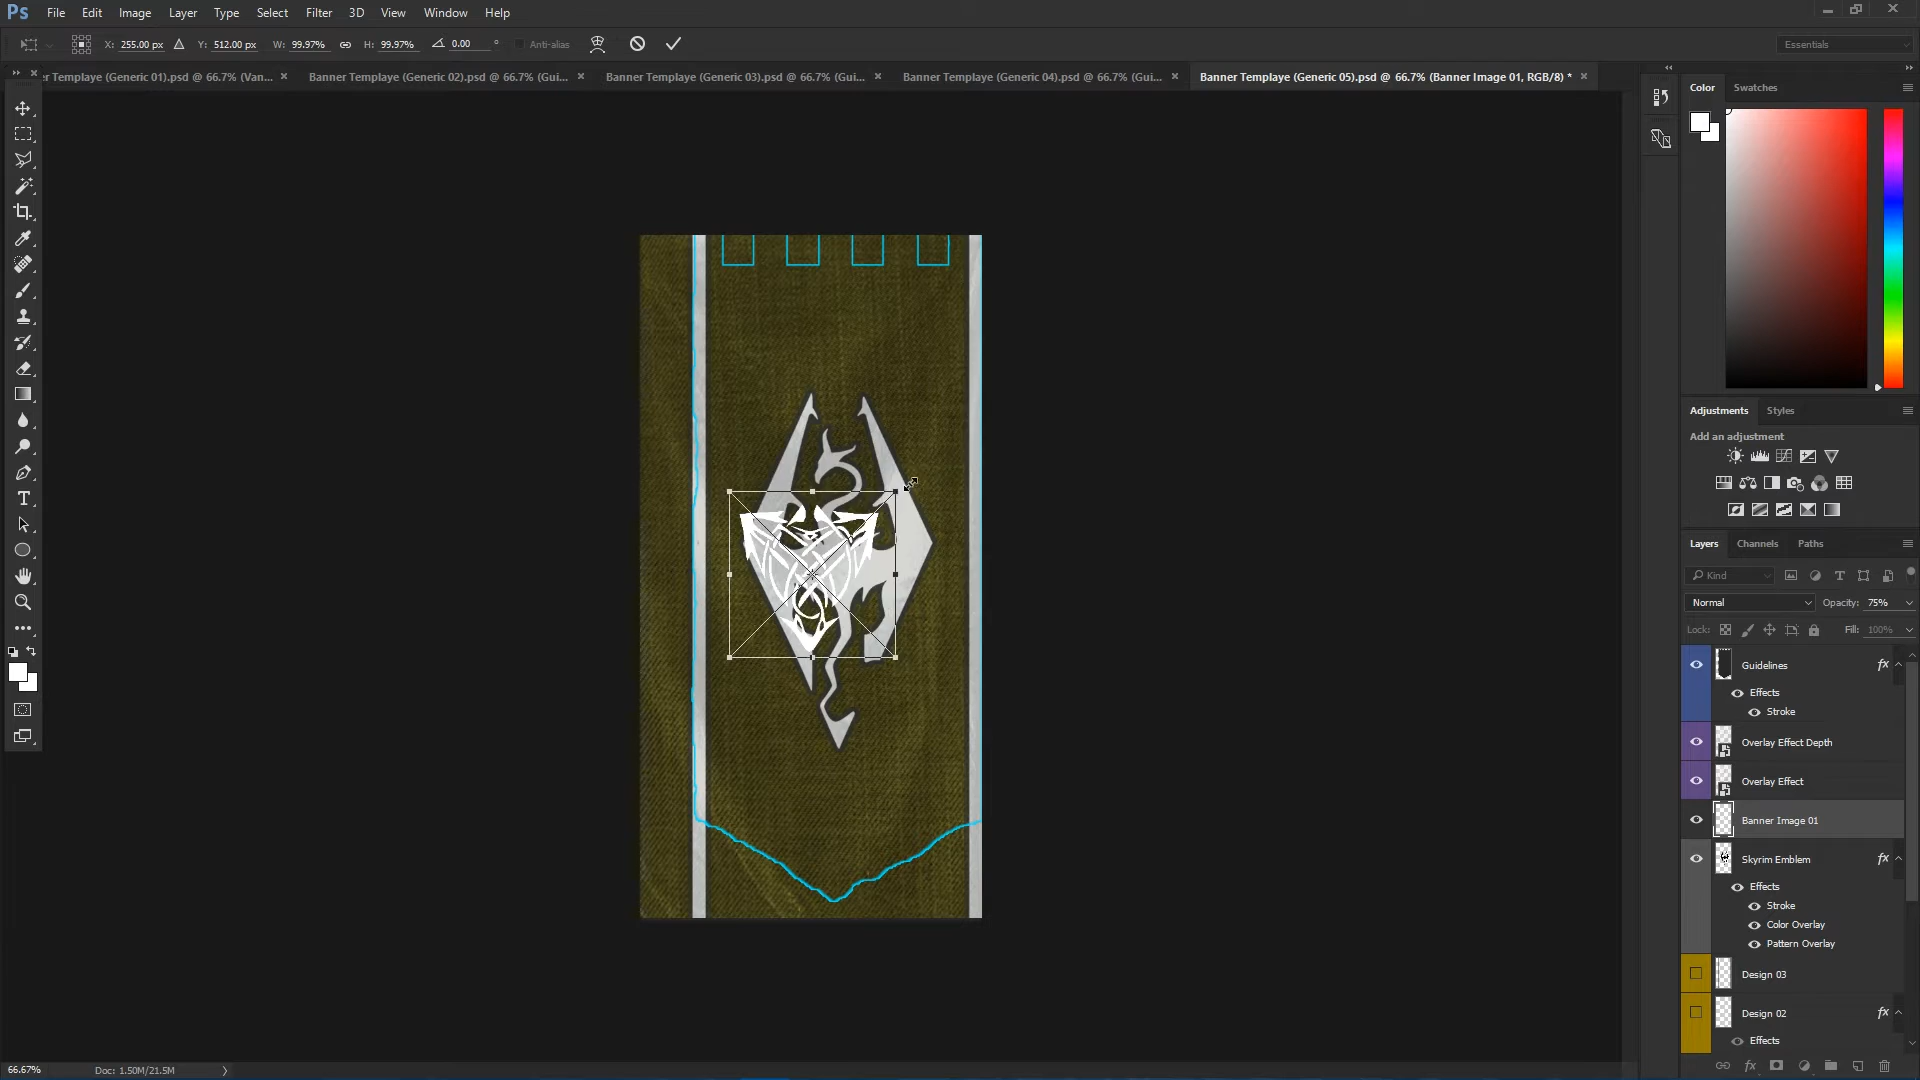 Ps File Edit Image Layer Type Select Filter 3D View Window Help
X: 255.00 px Y: 512.00 px W: 99.97% H: 99.97% 0.00 ° Anti-alias Essentials
er Templaye (Generic 01).psd @ 66.7% (Van... × Banner Templaye (Generic 02).psd @ 66.7% (Gui... × Banner Templaye (Generic 03).psd @ 66.7% (Gui... × Banner Templaye (Generic 04).psd @ 66.7% (Gui... × Banner Templaye (Generic 05).psd @ 66.7% (Banner Image 01, RGB/8) * ×
Color Swatches
Adjustments Styles
Add an adjustment
Layers Channels Paths
Kind
Normal Opacity: 75%
Lock: Fill: 100%
Guidelines fx
Effects
Stroke
Overlay Effect Depth
Overlay Effect
Banner Image 01
Skyrim Emblem fx
Effects
Stroke
Color Overlay
Pattern Overlay
Design 03
Design 02 fx
Effects
66.67% Doc: 1.50M/21.5M